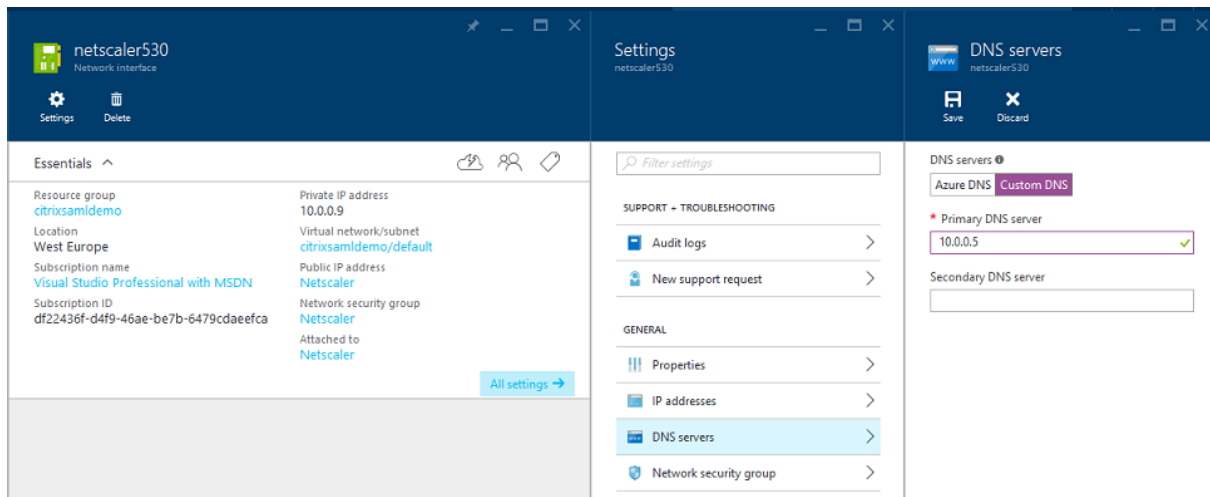 netscaler530
Network interface
Settings
Delete
Essentials
Resource group
citrixsamldemo
Location
West Europe
Subscription name
Visual Studio Professional with MSDN
Subscription ID
df22436f-d4f9-46ae-be7b-6479cdaeefca
Private IP address
10.0.0.9
Virtual network/subnet
citrixsamldemo/default
Public IP address
Netscaler
Network security group
Netscaler
Attached to
Netscaler
All settings
Settings
netscaler530
Filter settings
SUPPORT + TROUBLESHOOTING
Audit logs
New support request
GENERAL
Properties
IP addresses
DNS servers
Network security group
WWW
DNS servers
netscaler530
Save
Discard
DNS servers
Azure DNS Custom DNS
* Primary DNS server
10.0.0.5
Secondary DNS server